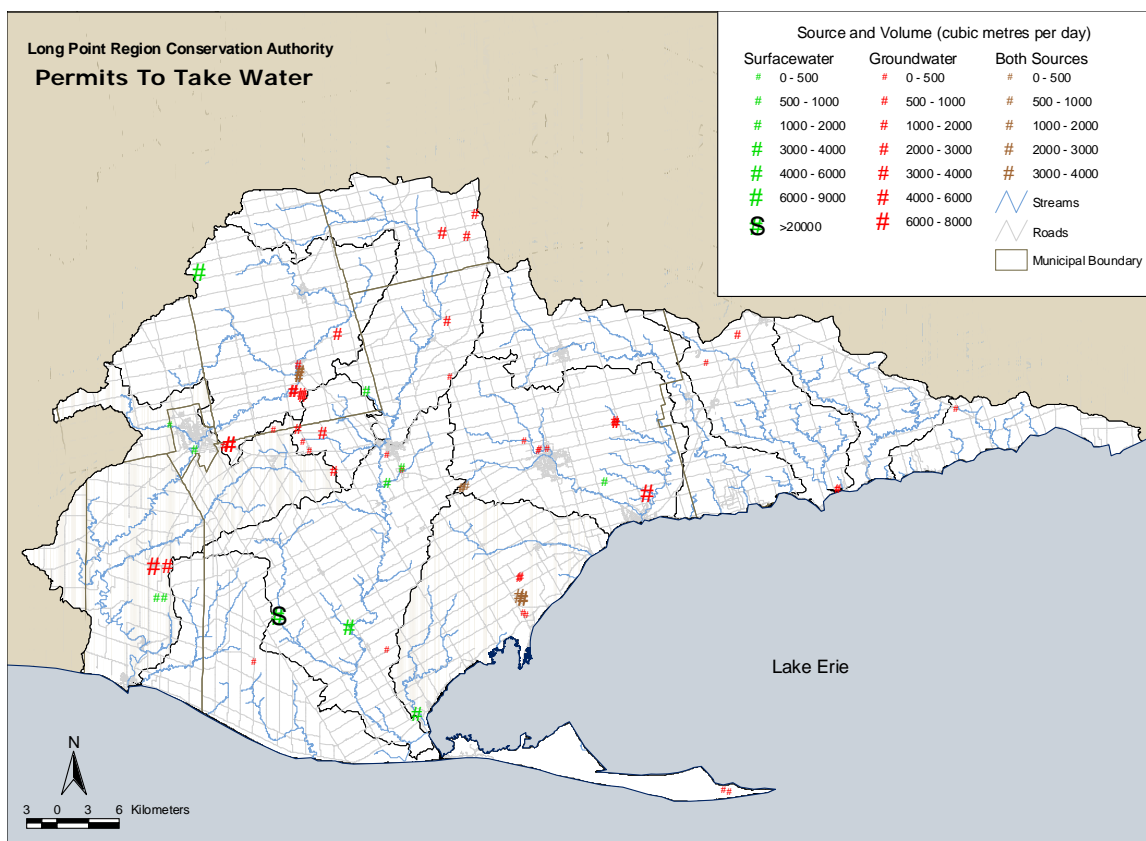 Long Point Region Conservation Authority
Permits To Take Water
Source and Volume (cubic metres per day)
Surfacewater Groundwater Both Sources
# 0 - 500 # 0 - 500 # 0 - 500
# 500 - 1000 # 500 - 1000 # 500 - 1000
# 1000 - 2000 # 1000 - 2000 # 1000 - 2000
# 3000 - 4000 # 2000 - 3000 # 2000 - 3000
# 4000 - 6000 # 3000 - 4000 # 3000 - 4000
# 6000 - 9000 # 4000 - 6000 Streams
S >20000 # 6000 - 8000 Roads
Municipal Boundary
Lake Erie
N
3 0 3 6 Kilometers